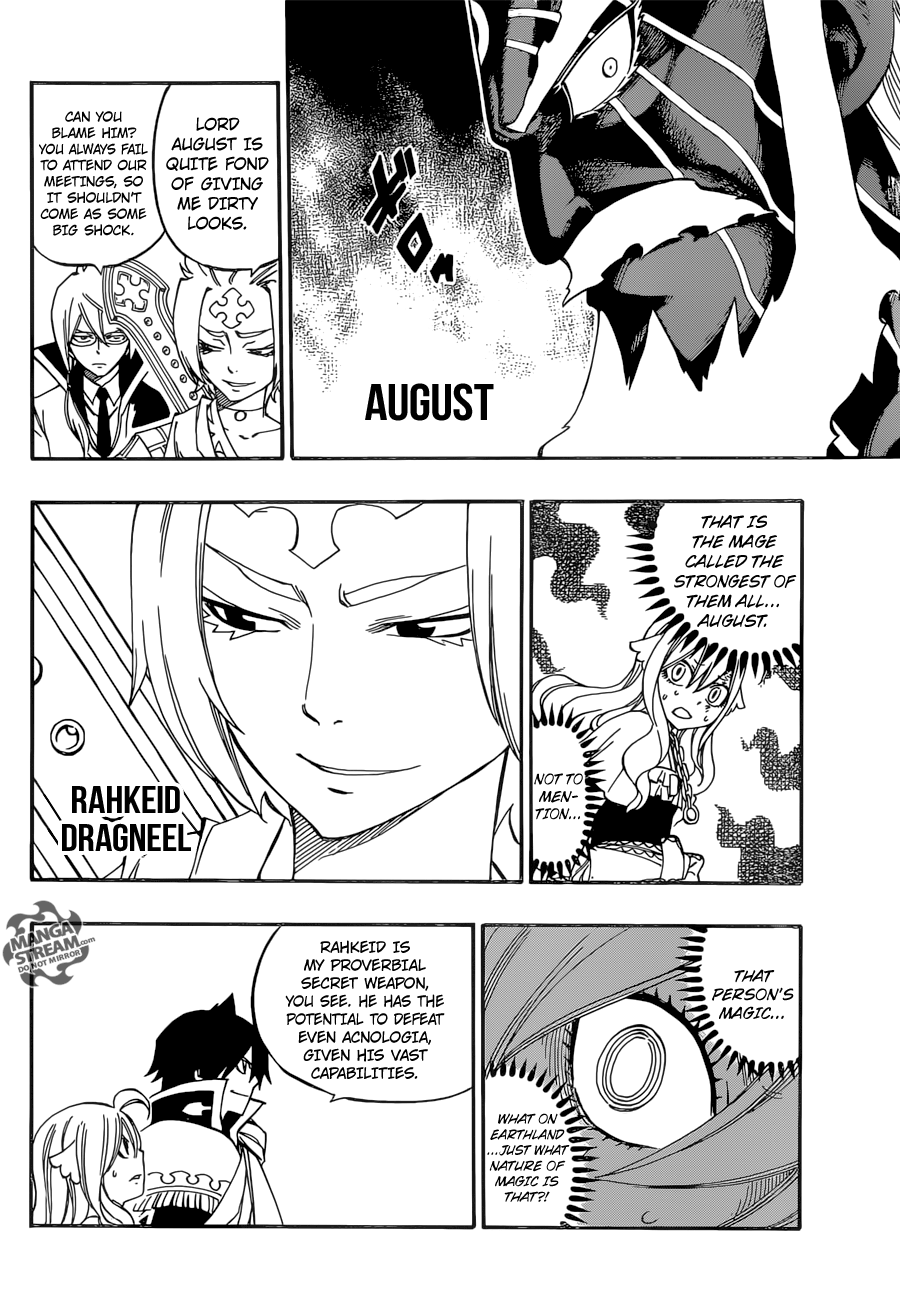 ギロッ
AUGUST
LORD
AUGUST IS
QUITE FOND
OF GIVING
ME DIRTY
LOOKS.
CAN YOU
BLAME HIM?
YOU ALWAYS FAIL
TO ATTEND OUR
MEETINGS, SO
IT SHOULDN'T
COME AS SOME
BIG SHOCK.
THAT IS
THE MAGE
CALLED THE
STRONGEST OF
THEM ALL...
AUGUST.
NOT TO
MEN-
TION...
RAHKEID
DRAGNEEL
THAT
PERSON'S
MAGIC...
WHAT ON
EARTHLAND
...JUST WHAT
NATURE OF
MAGIC IS
THAT?!
RAHKEID IS
MY PROVERBIAL
SECRET WEAPON,
YOU SEE. HE HAS THE
POTENTIAL TO DEFEAT
EVEN ACNOLOGIA,
GIVEN HIS VAST
CAPABILITIES.
MANGA
STREAM.com
DO NOT MIRROR